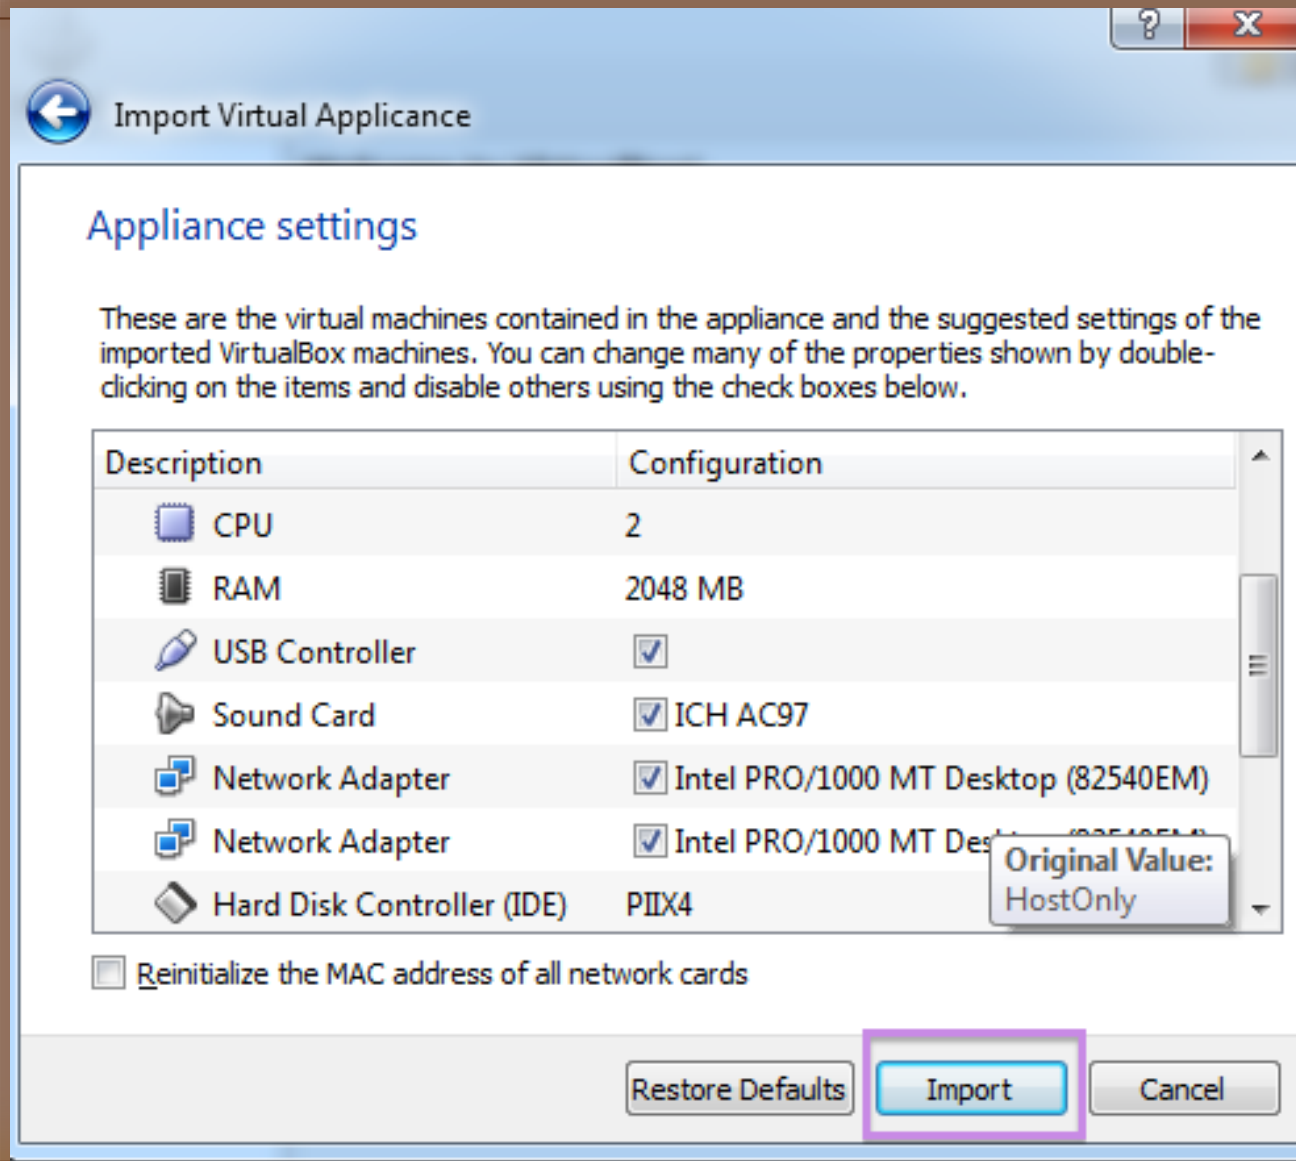 ?
X
Import Virtual Applicance
Appliance settings
These are the virtual machines contained in the appliance and the suggested settings of the
imported VirtualBox machines. You can change many of the properties shown by double-
clicking on the items and disable others using the check boxes below.
Description Configuration
CPU 2
RAM 2048 MB
USB Controller
Sound Card ICH AC97
Network Adapter Intel PRO/1000 MT Desktop (82540EM)
Network Adapter Intel PRO/1000 MT
Original Value:
HostOnly
Hard Disk Controller (IDE) PIIX4
Reinitialize the MAC address of all network cards
Restore Defaults Import Cancel